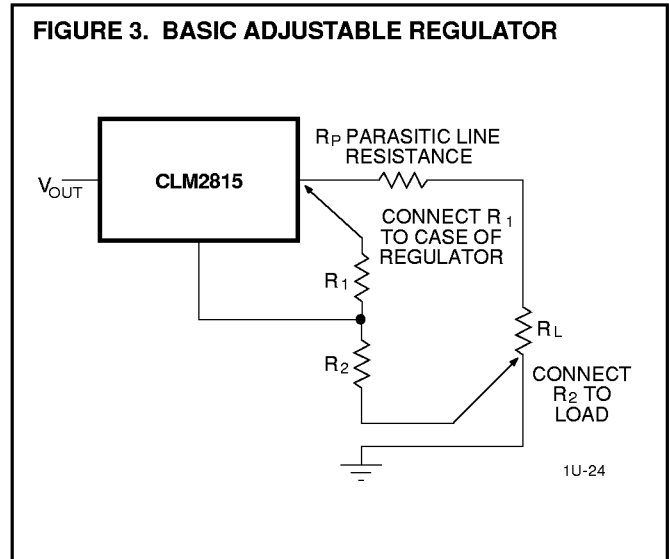 FIGURE 3. BASIC ADJUSTABLE REGULATOR
RP PARASITIC LINE
RESISTANCE
VOUT
CLM2815
CONNECT R1
TO CASE OF
REGULATOR
R1
RL
R2
CONNECT
R2 TO
LOAD
1U-24